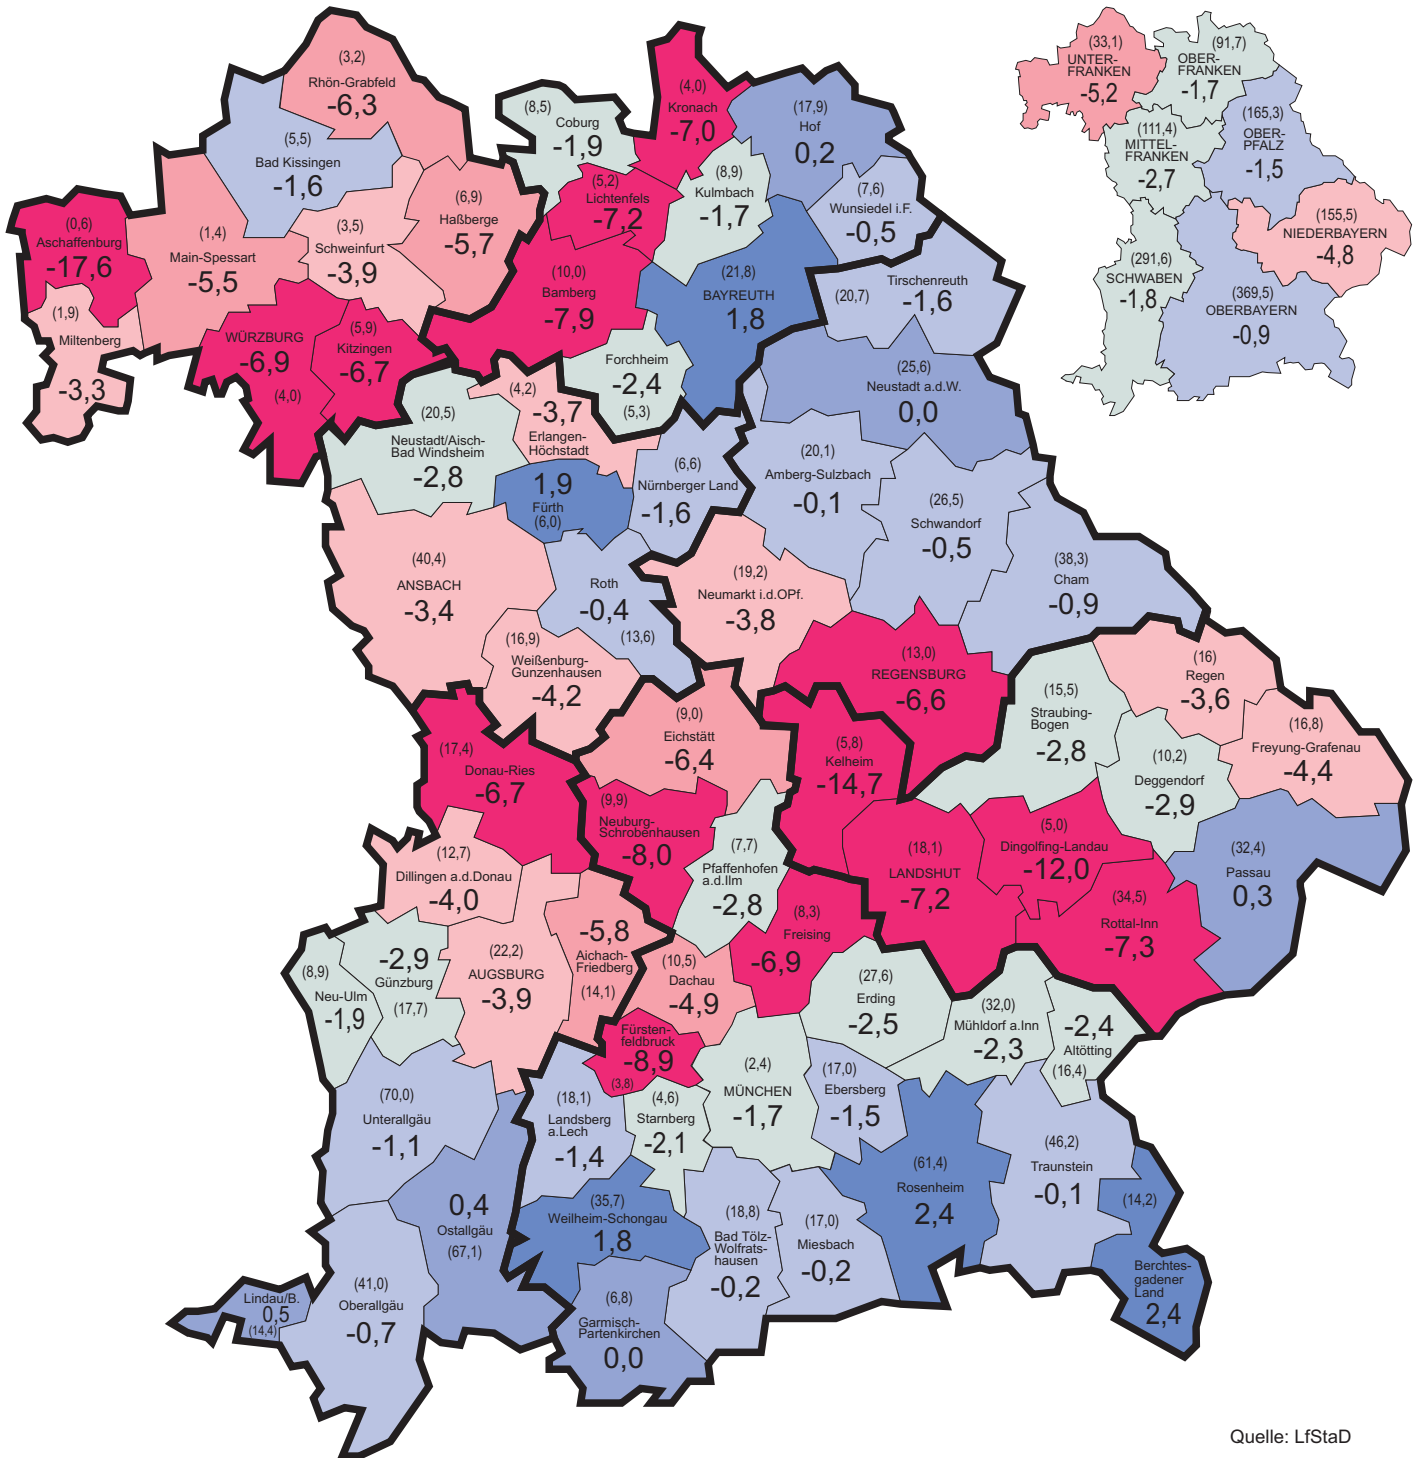 (3,2)
Rhön-Grabfeld
-6,3
(5,5)
Bad Kissingen
-1,6
(8,5)
Coburg
-1,9
(4,0)
Kronach
-7,0
(17,9)
Hof
0,2
(33,1)
UNTER-
FRANKEN
-5,2
(91,7)
OBER-
FRANKEN
-1,7
(165,3)
OBER-
PFALZ
-1,5
(111,4)
MITTEL-
FRANKEN
-2,7
(155,5)
NIEDERBAYERN
-4,8
(291,6)
SCHWABEN
-1,8
(369,5)
OBERBAYERN
-0,9
(0,6)
Aschaffenburg
-17,6
(1,4)
Main-Spessart
-5,5
(3,5)
Schweinfurt
-3,9
(6,9)
Haßberge
-5,7
(5,2)
Lichtenfels
-7,2
(8,9)
Kulmbach
-1,7
(7,6)
Wunsiedel i.F.
-0,5
(1,9)
Miltenberg
-3,3
WÜRZBURG
-6,9
(4,0)
(5,9)
Kitzingen
-6,7
(10,0)
Bamberg
-7,9
(21,8)
BAYREUTH
1,8
Tirschenreuth
(20,7)
-1,6
Forchheim
-2,4
(5,3)
(25,6)
Neustadt a.d.W.
0,0
(20,5)
Neustadt/Aisch-
Bad Windsheim
-2,8
(4,2)
-3,7
Erlangen-
Höchstadt
1,9
Fürth
(6,0)
(6,6)
Nürnberger Land
-1,6
(20,1)
Amberg-Sulzbach
-0,1
(26,5)
Schwandorf
-0,5
(38,3)
Cham
-0,9
(40,4)
ANSBACH
-3,4
Roth
-0,4
(13,6)
(19,2)
Neumarkt i.d.OPf.
-3,8
(16,9)
Weißenburg-
Gunzenhausen
-4,2
(13,0)
REGENSBURG
-6,6
(16)
Regen
-3,6
(15,5)
Straubing-
Bogen
-2,8
(16,8)
Freyung-Grafenau
-4,4
(10,2)
Deggendorf
-2,9
(9,0)
Eichstätt
-6,4
(5,8)
Kelheim
-14,7
(17,4)
Donau-Ries
-6,7
(9,9)
Neuburg-
Schrobenhausen
-8,0
(7,7)
Pfaffenhofen
a.d.Ilm
-2,8
(18,1)
LANDSHUT
-7,2
(5,0)
Dingolfing-Landau
-12,0
(34,5)
Rottal-Inn
-7,3
(32,4)
Passau
0,3
(12,7)
Dillingen a.d.Donau
-4,0
(8,3)
Freising
-6,9
-5,8
Aichach-
Friedberg
(14,1)
(22,2)
AUGSBURG
-3,9
-2,9
Günzburg
(17,7)
(8,9)
Neu-Ulm
-1,9
(10,5)
Dachau
-4,9
(27,6)
Erding
-2,5
(32,0)
Mühldorf a.Inn
-2,3
-2,4
Altötting
(16,4)
Fürsten-
feldbruck
-8,9
(3,8)
(2,4)
MÜNCHEN
-1,7
(17,0)
Ebersberg
-1,5
(70,0)
Unterallgäu
-1,1
(18,1)
Landsberg
a.Lech
-1,4
(4,6)
Starnberg
-2,1
(61,4)
Rosenheim
2,4
(46,2)
Traunstein
-0,1
(14,2)
Berchtes-
gadener
Land
2,4
0,4
Ostallgäu
(67,1)
(35,7)
Weilheim-Schongau
1,8
(18,8)
Bad Tölz-
Wolfrats-
hausen
-0,2
(17,0)
Miesbach
-0,2
Lindau/B.
0,5
(14,4)
(41,0)
Oberallgäu
-0,7
(6,8)
Garmisch-
Partenkirchen
0,0
Quelle: LfStaD